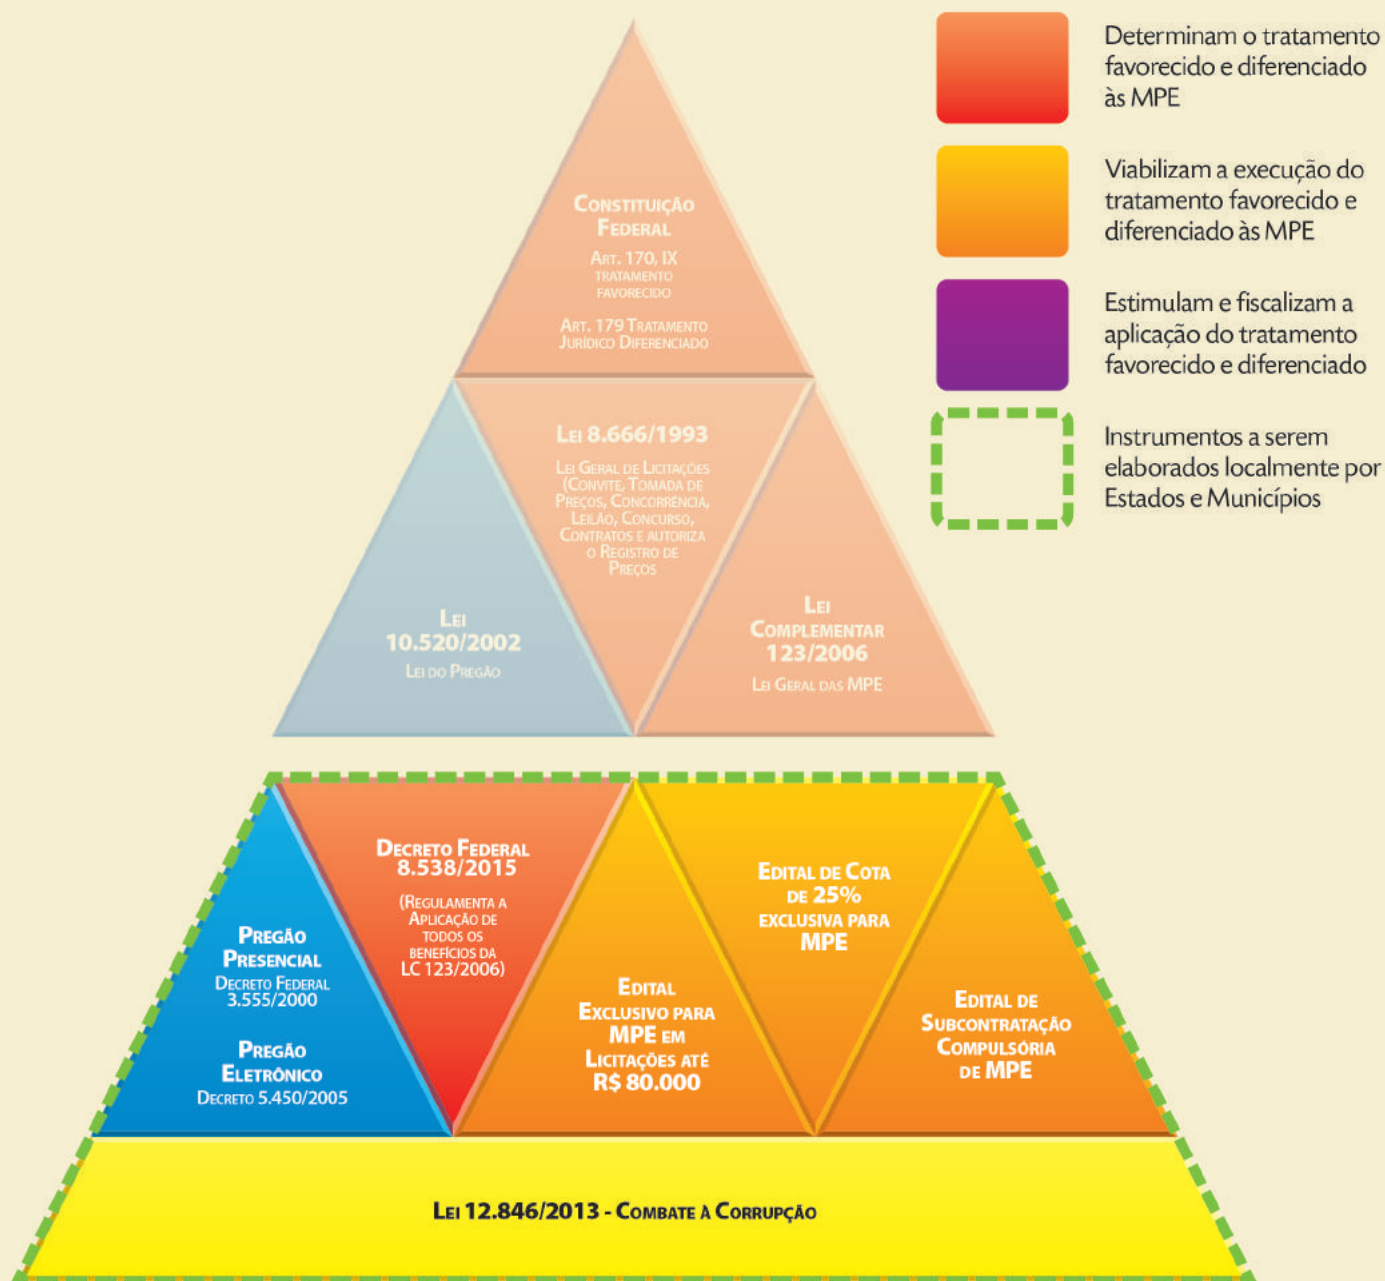 Determinam o tratamento
favorecido e diferenciado
às MPE
Viabilizam a execução do
tratamento favorecido e
diferenciado às MPE
Estimulam e fiscalizam a
aplicação do tratamento
favorecido e diferenciado
Instrumentos a serem
elaborados localmente por
Estados e Municípios
Constituição
Federal
Art. 170, IX
tratamento
favorecido
Art. 179 Tratamento
Jurídico Diferenciado
Lei 8.666/1993
Lei Geral de Licitações
(Convite, Tomada de
Preços, Concorrência,
Leilão, Concurso,
Contratos e autoriza
o Registro de
Preços
Lei
10.520/2002
Lei do Pregão
Lei
Complementar
123/2006
Lei Geral das MPE
Pregão
Presencial
Decreto Federal
3.555/2000
Pregão
Eletrônico
Decreto 5.450/2005
Decreto Federal
8.538/2015
(Regulamenta a
Aplicação de
todos os
benefícios da
LC 123/2006)
Edital
Exclusivo para
MPE em
Licitações até
R$ 80.000
Edital de Cota
de 25%
exclusiva para
MPE
Edital de
Subcontratação
Compulsória
de MPE
Lei 12.846/2013 - Combate à Corrupção